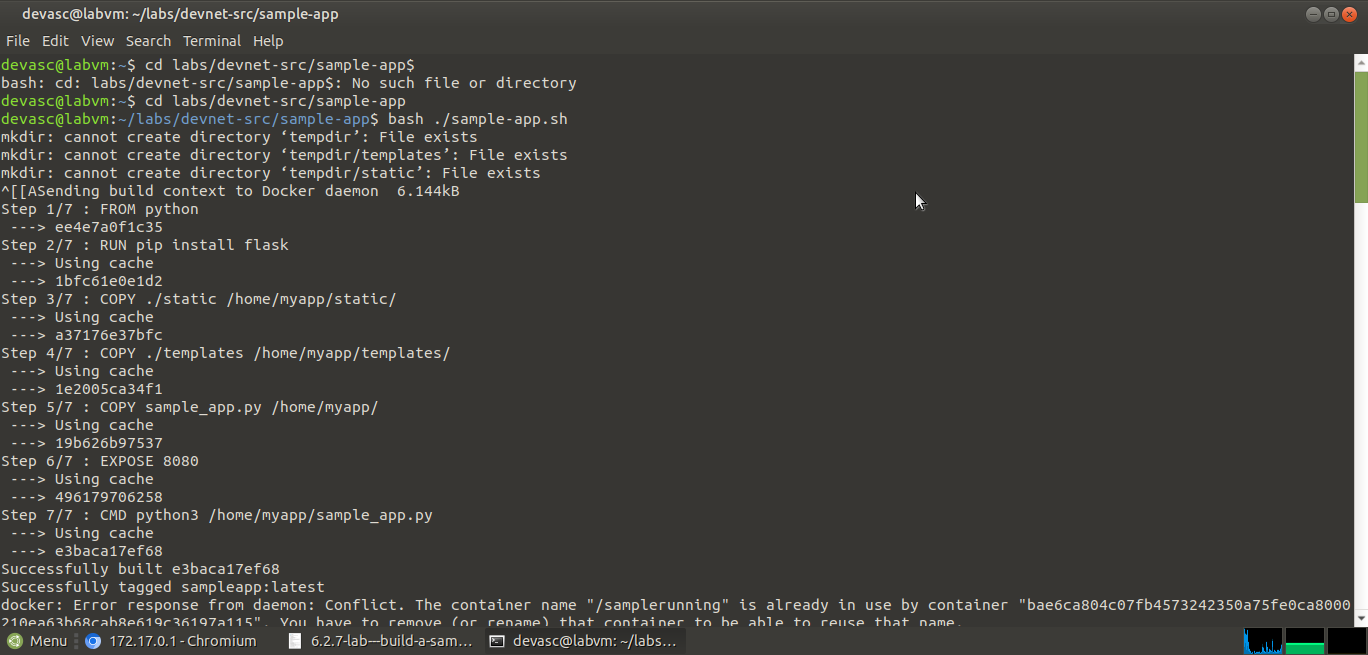 devasc@labvm: ~/labs/devnet-src/sample-app
File Edit View Search Terminal Help
devasc@labvm:~$ cd labs/devnet-src/sample-app$
bash: cd: labs/devnet-src/sample-app$: No such file or directory
devasc@labvm:~$ cd labs/devnet-src/sample-app
devasc@labvm:~/labs/devnet-src/sample-app$ bash ./sample-app.sh
mkdir: cannot create directory ‘tempdir’: File exists
mkdir: cannot create directory ‘tempdir/templates’: File exists
mkdir: cannot create directory ‘tempdir/static’: File exists
^[[ASending build context to Docker daemon  6.144kB
Step 1/7 : FROM python
 ---> ee4e7a0f1c35
Step 2/7 : RUN pip install flask
 ---> Using cache
 ---> 1bfc61e0e1d2
Step 3/7 : COPY ./static /home/myapp/static/
 ---> Using cache
 ---> a37176e37bfc
Step 4/7 : COPY ./templates /home/myapp/templates/
 ---> Using cache
 ---> 1e2005ca34f1
Step 5/7 : COPY sample_app.py /home/myapp/
 ---> Using cache
 ---> 19b626b97537
Step 6/7 : EXPOSE 8080
 ---> Using cache
 ---> 496179706258
Step 7/7 : CMD python3 /home/myapp/sample_app.py
 ---> Using cache
 ---> e3baca17ef68
Successfully built e3baca17ef68
Successfully tagged sampleapp:latest
docker: Error response from daemon: Conflict. The container name "/samplerunning" is already in use by container "bae6ca804c07fb4573242350a75fe0ca8000
210ea63b68cab8e619c36197a115". You have to remove (or rename) that container to be able to reuse that name.
Menu 172.17.0.1 - Chromium 6.2.7-lab---build-a-sam... devasc@labvm: ~/labs...